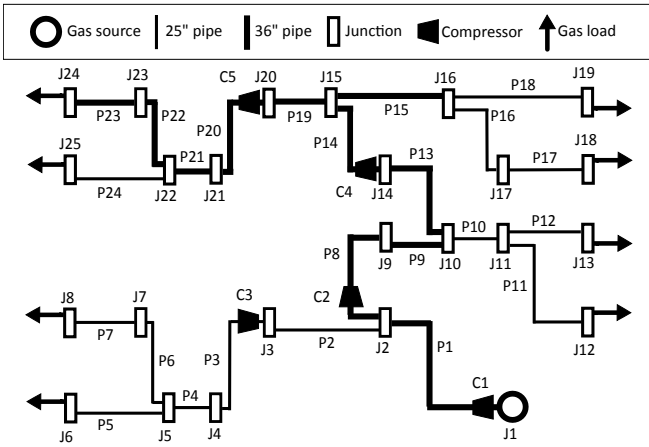 Gas source 25" pipe 36" pipe Junction Compressor Gas load
J24 J23 C5 J20 J15 J16 J19
P18
P23 P22 P19 P15 P16
P20 P14
J25 P21 P13 P17 J18
P24 J22 J21 C4 J14 J17
P8 J9 P9 P10 P12
J10 J11 J13
J8 J7 C3 C2 P11
P7 P6 P3 J3 P2 J2 P1 J12
P4 C1
J6 P5 J5 J4 J1